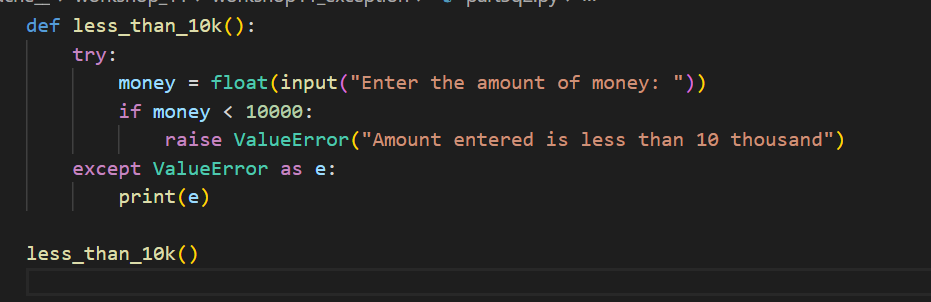 workshop11_exception
def less_than_10k():
try:
money = float(input("Enter the amount of money: "))
if money < 10000:
raise ValueError("Amount entered is less than 10 thousand")
except ValueError as e:
print(e)
less_than_10k()